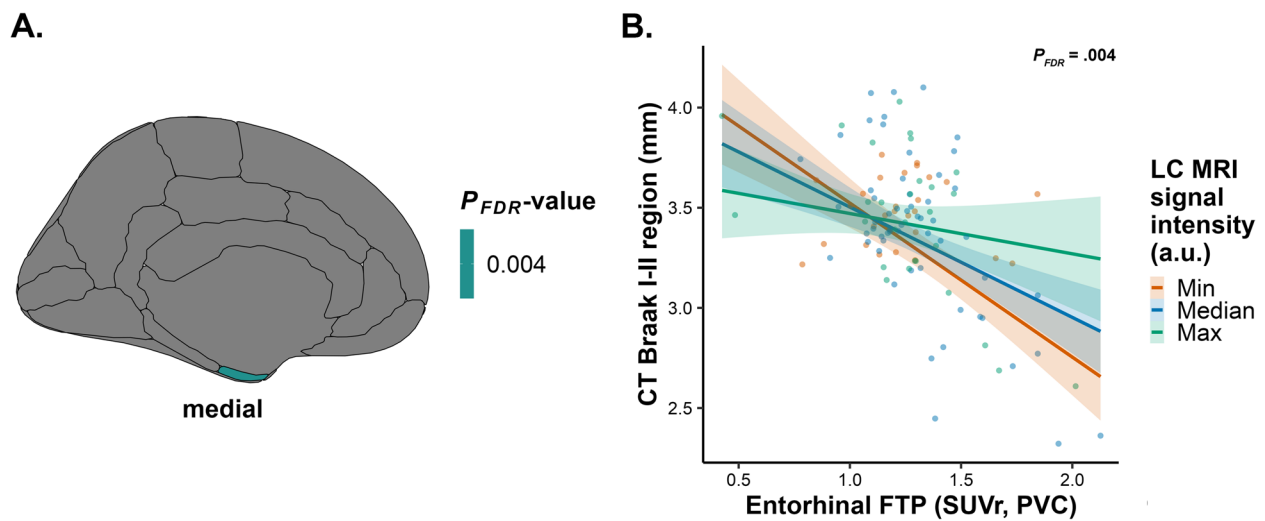 A.
P_FDR-value
0.004
medial
B.
P_FDR = .004
CT Braak I-II region (mm)
4.0
3.5
3.0
2.5
0.5
1.0
1.5
2.0
Entorhinal FTP (SUVr, PVC)
LC MRI
signal
intensity
(a.u.)
Min
Median
Max